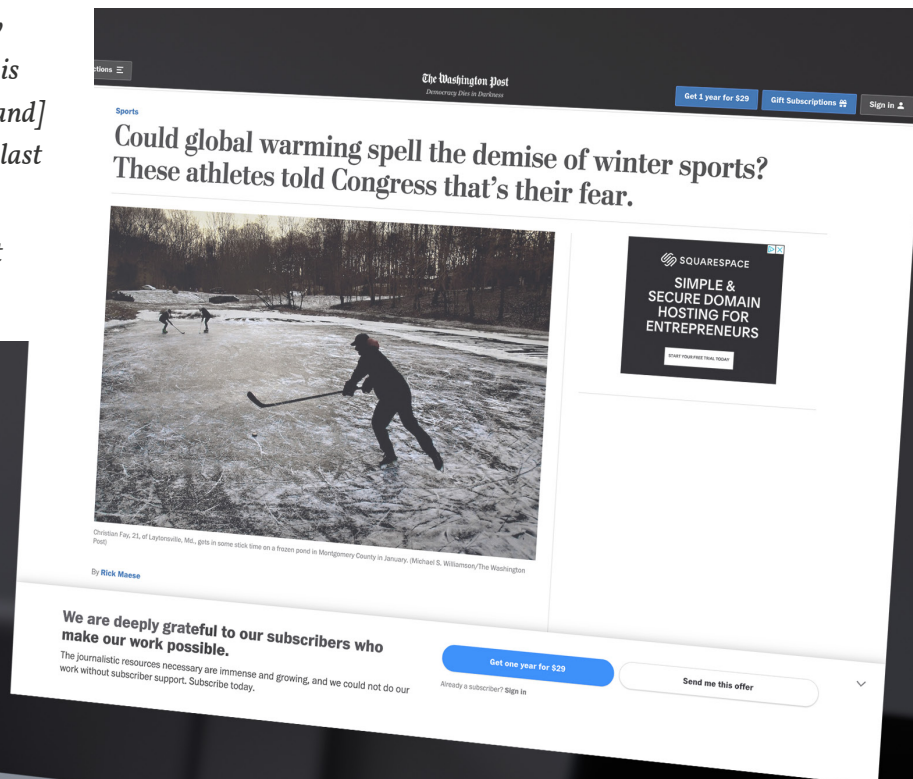 is
and]
last
ctions
The Washington Post
Democracy Dies in Darkness
Get 1 year for $29
Gift Subscriptions
Sign in
Sports
Could global warming spell the demise of winter sports?
These athletes told Congress that's their fear.
SQUARESPACE
SIMPLE &
SECURE DOMAIN
HOSTING FOR
ENTREPRENEURS
START YOUR FREE TRIAL TODAY
Christian Fay, 21, of Laytonsville, Md., gets in some stick time on a frozen pond in Montgomery County in January. (Michael S. Williamson/The Washington
Post)
By Rick Maese
We are deeply grateful to our subscribers who
make our work possible.
The journalistic resources necessary are immense and growing, and we could not do our
work without subscriber support. Subscribe today.
Get one year for $29
Already a subscriber? Sign in
Send me this offer